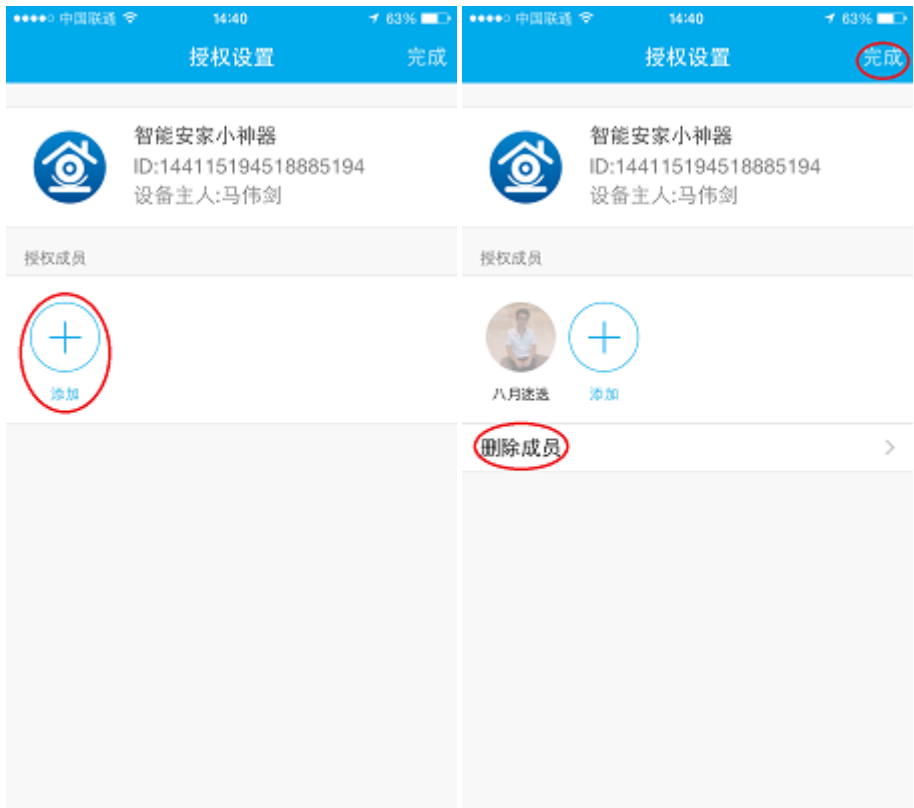 中国联通 14:40 63%
授权设置 完成
智能安家小神器
ID:144115194518885194
设备主人:马伟剑
授权成员
添加
中国联通 14:40 63%
授权设置 完成
智能安家小神器
ID:144115194518885194
设备主人:马伟剑
授权成员
八月迷逃 添加
删除成员